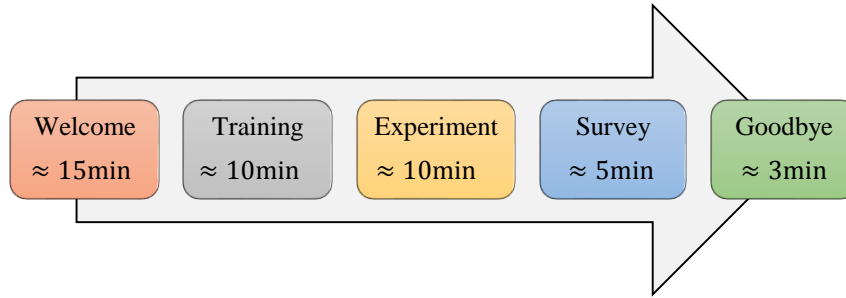 Welcome
≈ 15min
Training
≈ 10min
Experiment
≈ 10min
Survey
≈ 5min
Goodbye
≈ 3min